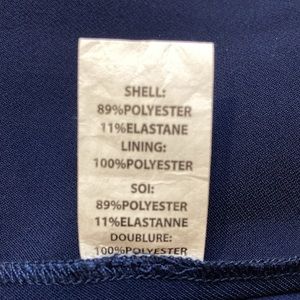 SHELL:
89%POLYESTER
11%ELASTANE
LINING:
100%POLYESTER
SOI:
89%POLYESTER
11%ELASTANNE
DOUBLURE:
100%POLYESTER